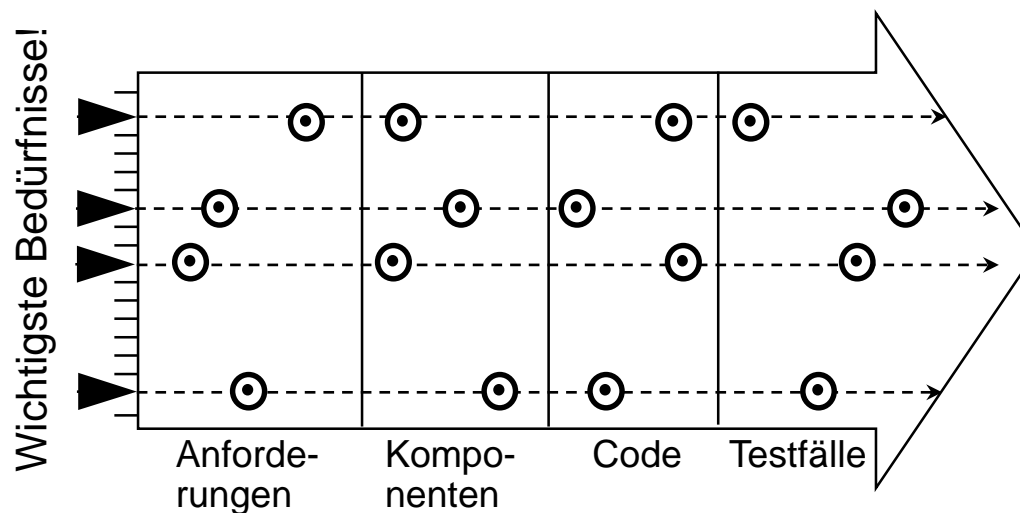 Wichtigste Bedürfnisse!
Anforde-
rungen
Kompo-
nenten
Code
Testfälle